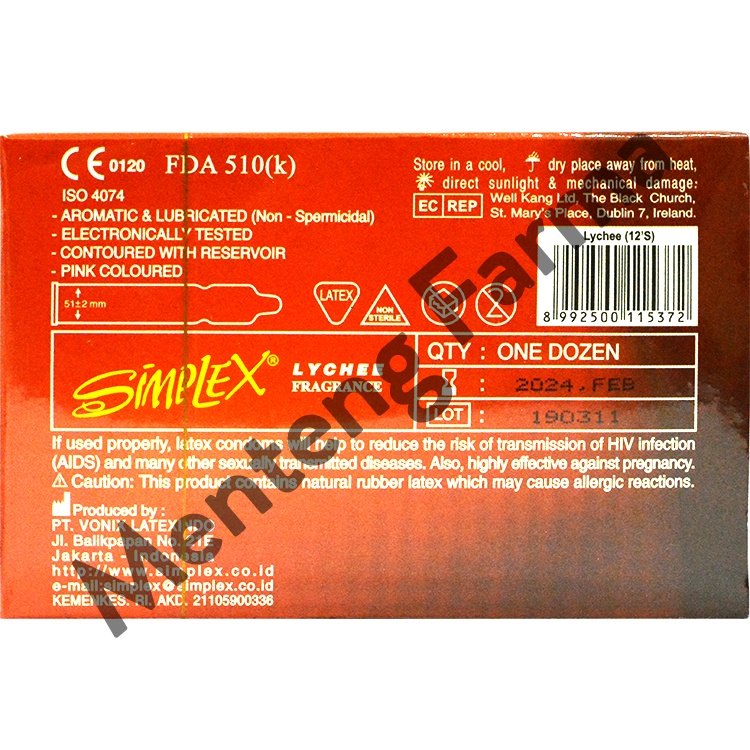 CE 0120 FDA 510(k)
ISO 4074
- AROMATIC & LUBRICATED (Non - Spermicidal)
- ELECTRONICALLY TESTED
- CONTOURED WITH RESERVOIR
- PINK COLOURED
Store in a cool, dry place away from heat,
direct sunlight & mechanical damage:
EC REP Well Kang Ltd, The Black Church,
St. Mary's Place, Dublin 7, Ireland.
Lychee (12'S)
8 992500 115372
51±2 mm
LATEX
NON STERILE
2
SIMPLEX® LYCHEE
FRAGRANCE
QTY : ONE DOZEN
: 2024.FEB
LOT : 190311
If used properly, latex condoms will help to reduce the risk of transmission of HIV infection
(AIDS) and many other sexually transmitted diseases. Also, highly effective against pregnancy.
Caution: This product contains natural rubber latex which may cause allergic reactions.
Produced by :
PT. VONIX LATEXINDO
Jl. Balikpapan No. 21E
Jakarta - Indonesia
http://www.simplex.co.id
e-mail:simplex@simplex.co.id
KEMENKES. RI. AKD. 21105900336
Menteng Farma